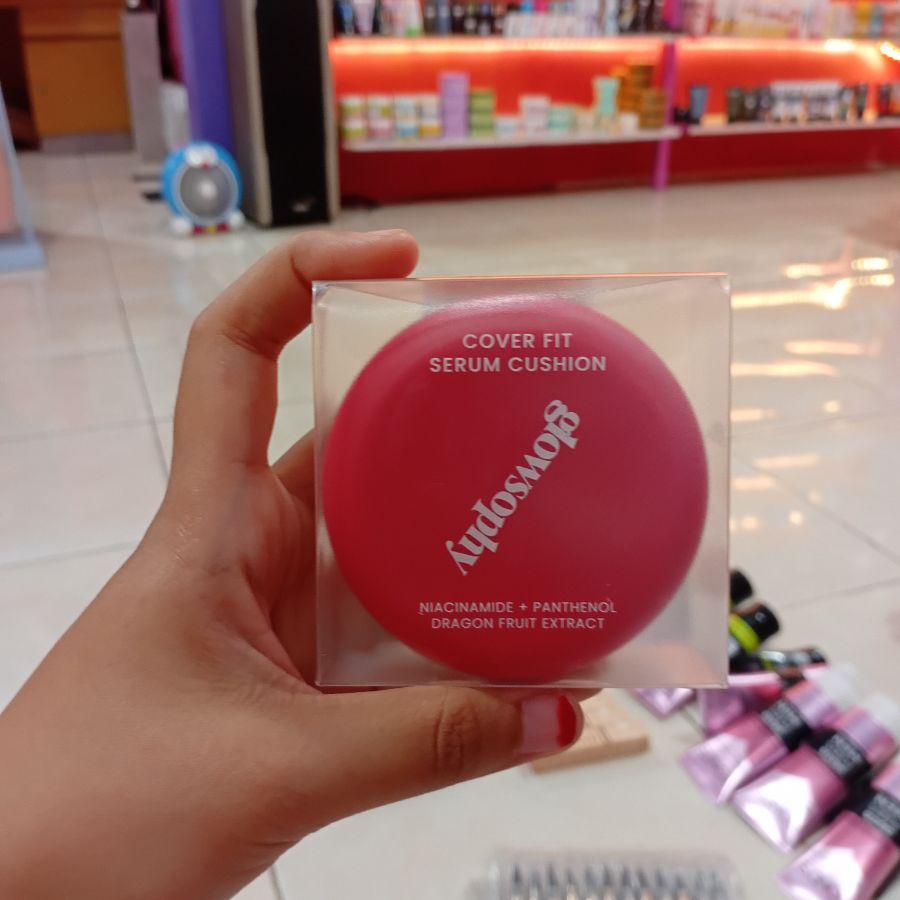 COVER FIT
SERUM CUSHION
glowsophy
NIACINAMIDE + PANTHENOL
DRAGON FRUIT EXTRACT